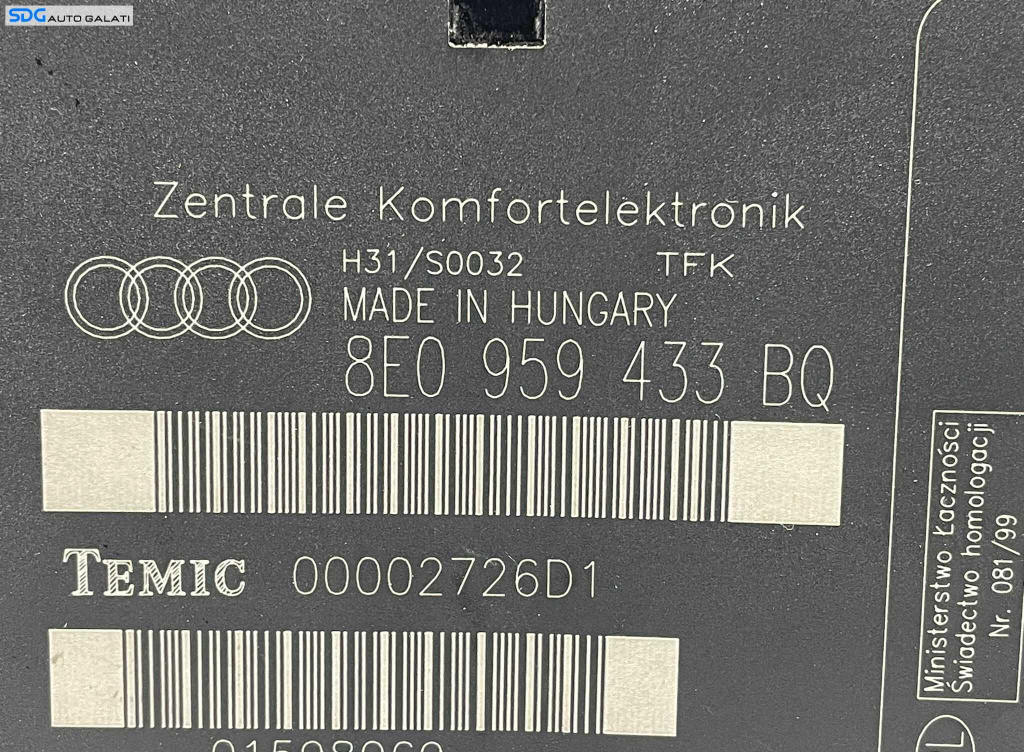 SDG AUTO GALATI
Zentrale Komfortelektronik
H31/S0032 TFK
MADE IN HUNGARY
8E0 959 433 BQ
TEMIC 00002726D1
Ministerstwo Łączności
Świadectwo homologacji
Nr. 081/99